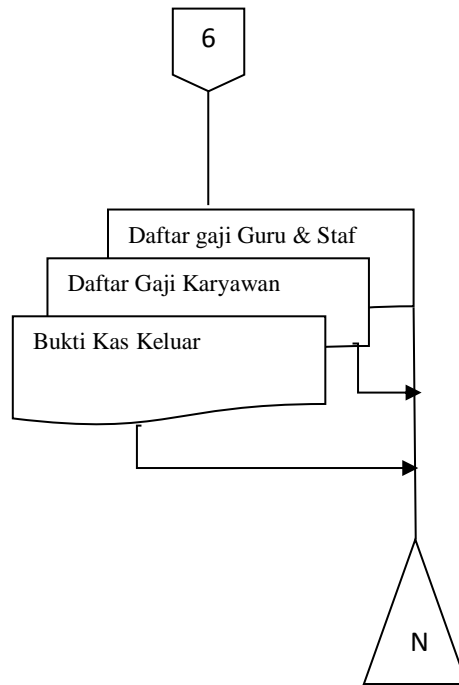 6
Daftar gaji Guru & Staf
Daftar Gaji Karyawan
Bukti Kas Keluar
N